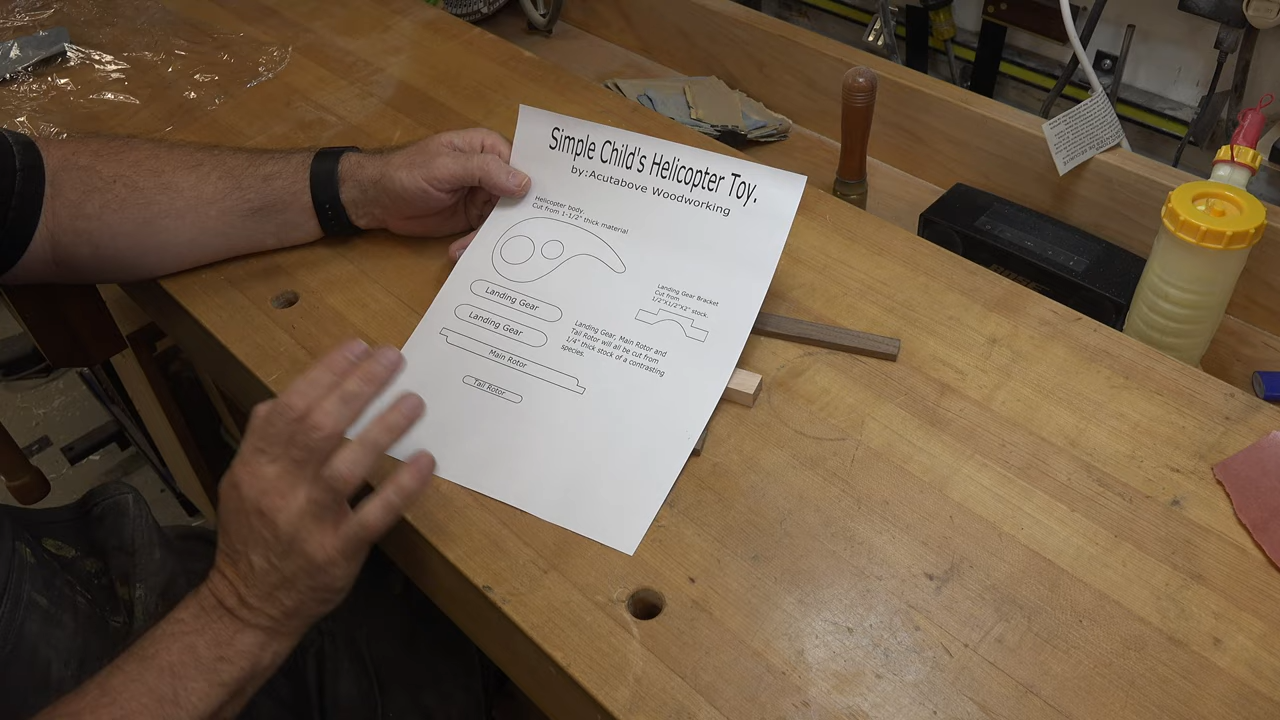 Simple Child's Helicopter Toy.
by:Acutabove Woodworking
Helicopter body.
Cut from 1-1/2" thick material
Landing Gear
Landing Gear
Main Rotor
Tail Rotor
Landing Gear Bracket
Cut from
1/2"X1/2"X2" stock.
Landing Gear, Main Rotor and
Tail Rotor will all be cut from
1/4" thick stock of a contrasting
species.